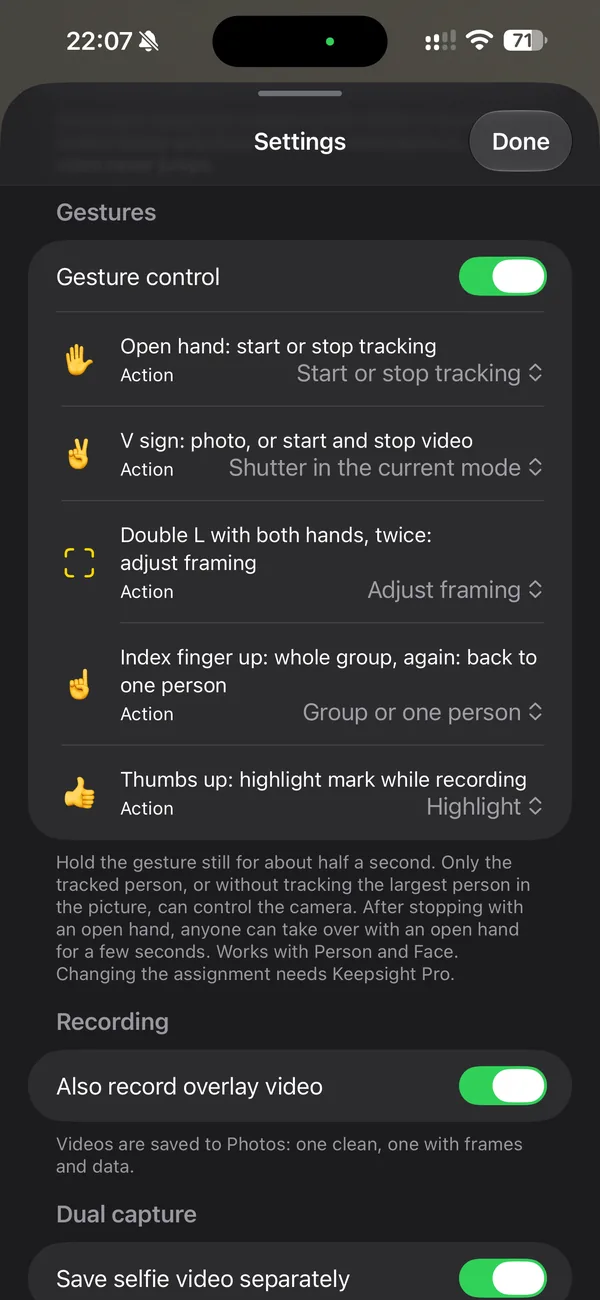 22:07
71
Settings
Done
Gestures
Gesture control
Open hand: start or stop tracking
Action
Start or stop tracking
V sign: photo, or start and stop video
Action
Shutter in the current mode
Double L with both hands, twice:
adjust framing
Action
Adjust framing
Index finger up: whole group, again: back to
one person
Action
Group or one person
Thumbs up: highlight mark while recording
Action
Highlight
Hold the gesture still for about half a second. Only the
tracked person, or without tracking the largest person in
the picture, can control the camera. After stopping with
an open hand, anyone can take over with an open hand
for a few seconds. Works with Person and Face.
Changing the assignment needs Keepsight Pro.
Recording
Also record overlay video
Videos are saved to Photos: one clean, one with frames
and data.
Dual capture
Save selfie video separately